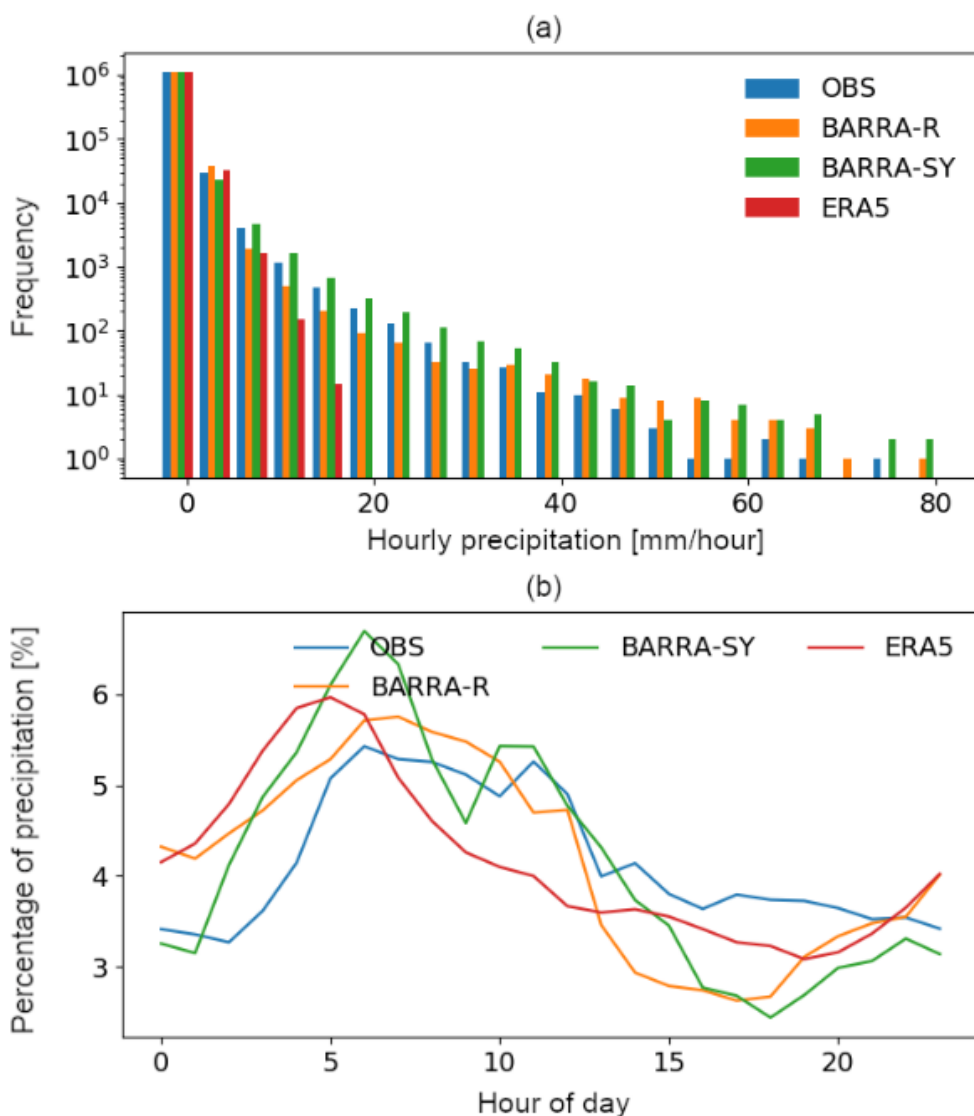 (a)
10^6
10^5
10^4
10^3
10^2
10^1
10^0
Frequency
OBS
BARRA-R
BARRA-SY
ERA5
0 20 40 60 80
Hourly precipitation [mm/hour]
(b)
Percentage of precipitation [%]
OBS BARRA-SY ERA5
BARRA-R
6
5
4
3
0 5 10 15 20
Hour of day